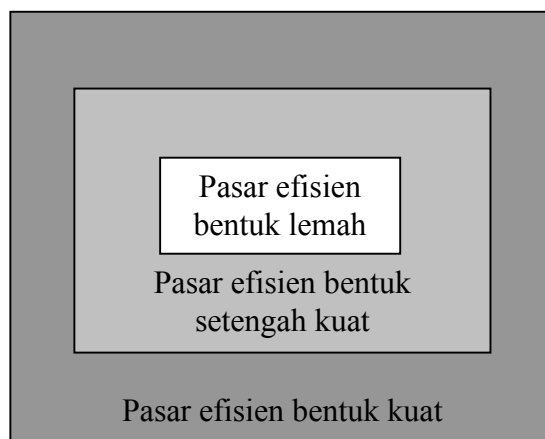 Pasar efisien
bentuk lemah
Pasar efisien bentuk
setengah kuat
Pasar efisien bentuk kuat